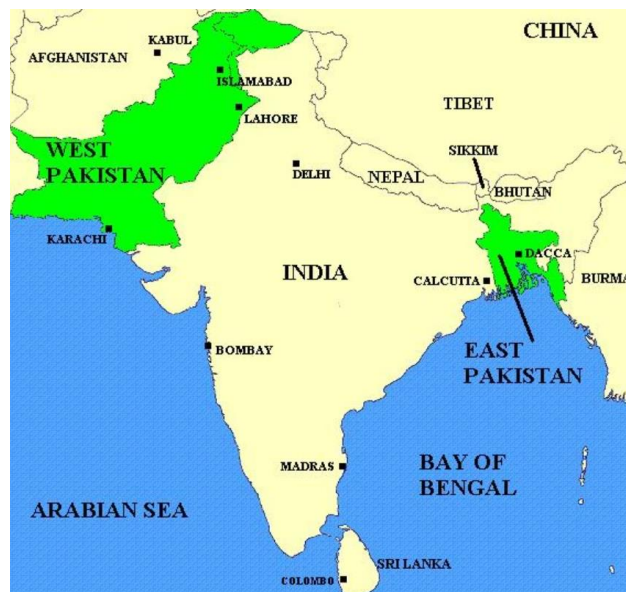 CHINA
KABUL
AFGHANISTAN
ISLAMABAD
TIBET
LAHORE
WEST
PAKISTAN
SIKKIM
DELHI
NEPAL
BHUTAN
KARACHI
DACCA
INDIA
CALCUTTA
BURMA
BOMBAY
EAST
PAKISTAN
MADRAS
BAY OF
BENGAL
ARABIAN SEA
SRI LANKA
COLOMBO